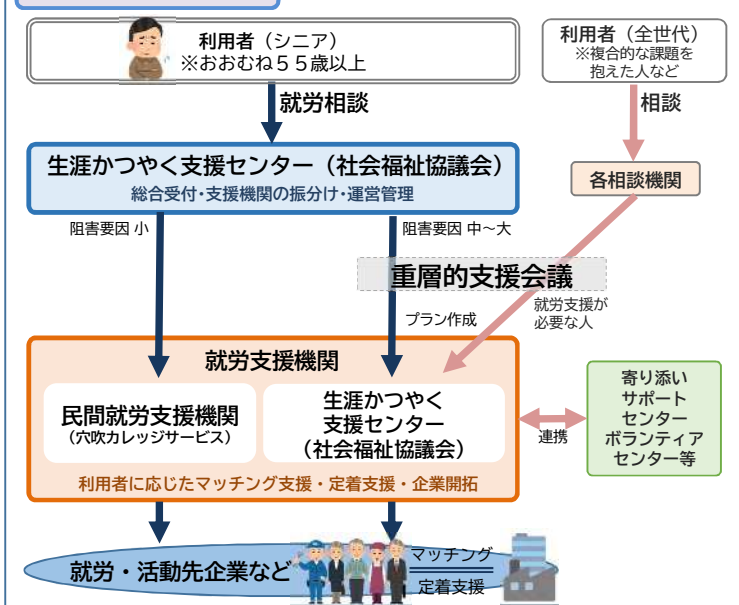 利用者（シニア）
※おおむね５５歳以上
利用者（全世代）
※複合的な課題を
抱えた人など
就労相談
相談
生涯かつやく支援センター（社会福祉協議会）
総合受付・支援機関の振分け・運営管理
各相談機関
阻害要因 小
阻害要因 中～大
重層的支援会議
プラン作成
就労支援が
必要な人
就労支援機関
民間就労支援機関
（穴吹カレッジサービス）
生涯かつやく
支援センター
（社会福祉協議会）
利用者に応じたマッチング支援・定着支援・企業開拓
連携
寄り添い
サポート
センター
ボランティア
センター等
就労・活動先企業など
マッチング
定着支援